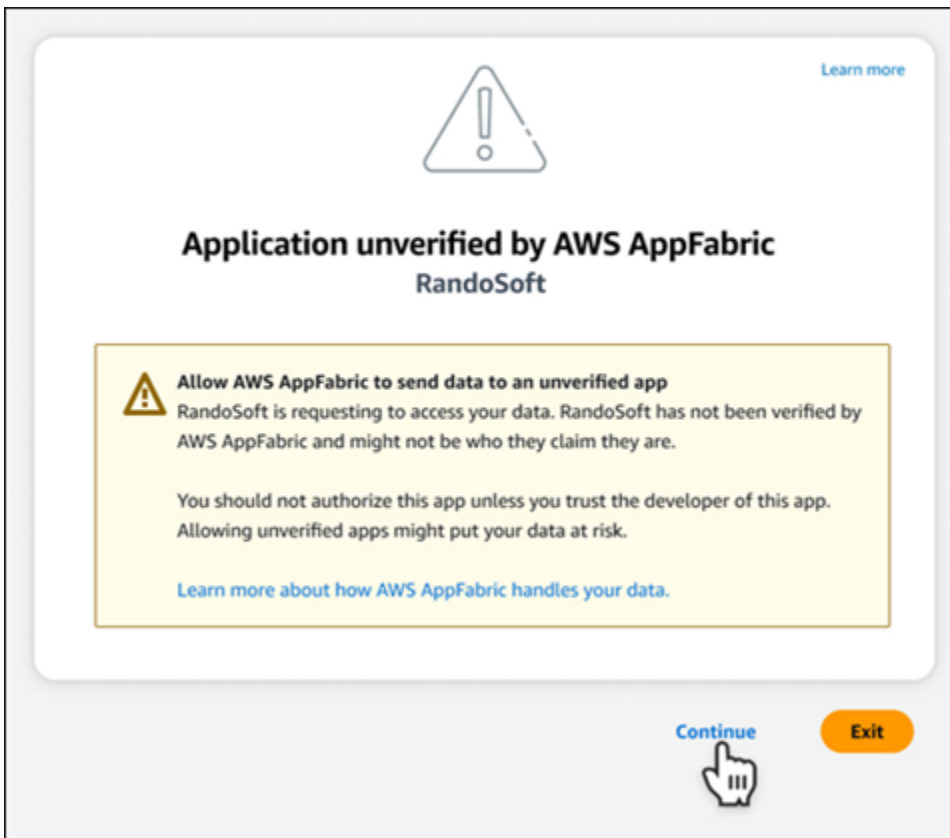 Learn more
Application unverified by AWS AppFabric
RandoSoft
Allow AWS AppFabric to send data to an unverified app
RandoSoft is requesting to access your data. RandoSoft has not been verified by
AWS AppFabric and might not be who they claim they are.
You should not authorize this app unless you trust the developer of this app.
Allowing unverified apps might put your data at risk.
Learn more about how AWS AppFabric handles your data.
Continue
Exit